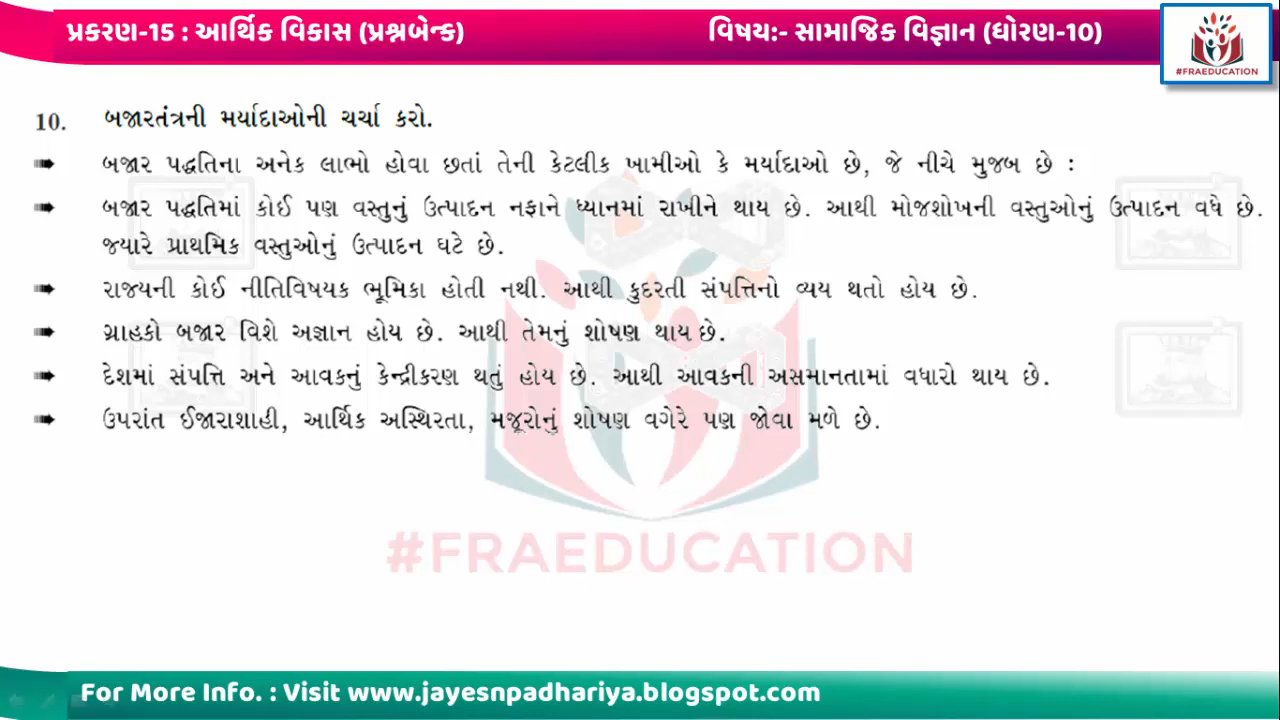 પ્રકરણ-15 : આર્થિક વિકાસ (પ્રશ્નબેન્ક)
વિષય:- સામાજિક વિજ્ઞાન (ધોરણ-10)
#FRAEDUCATION
10. બજારતંત્રની મર્યાદાઓની ચર્ચા કરો.
➠ બજાર પદ્ધતિના અનેક લાભો હોવા છતાં તેની કેટલીક ખામીઓ કે મર્યાદાઓ છે, જે નીચે મુજબ છે :
➠ બજાર પદ્ધતિમાં કોઈ પણ વસ્તુનું ઉત્પાદન નફાને ધ્યાનમાં રાખીને થાય છે. આથી મોજશોખની વસ્તુઓનું ઉત્પાદન વધે છે.
જ્યારે પ્રાથમિક વસ્તુઓનું ઉત્પાદન ઘટે છે.
➠ રાજ્યની કોઈ નીતિવિષયક ભૂમિકા હોતી નથી. આથી કુદરતી સંપત્તિનો વ્યય થતો હોય છે.
➠ ગ્રાહકો બજાર વિશે અજ્ઞાન હોય છે. આથી તેમનું શોષણ થાય છે.
➠ દેશમાં સંપત્તિ અને આવકનું કેન્દ્રીકરણ થતું હોય છે. આથી આવકની અસમાનતામાં વધારો થાય છે.
➠ ઉપરાંત ઈજારાશાહી, આર્થિક અસ્થિરતા, મજૂરોનું શોષણ વગેરે પણ જોવા મળે છે.
#FRAEDUCATION
For More Info. : Visit www.jayesnpadhariya.blogspot.com